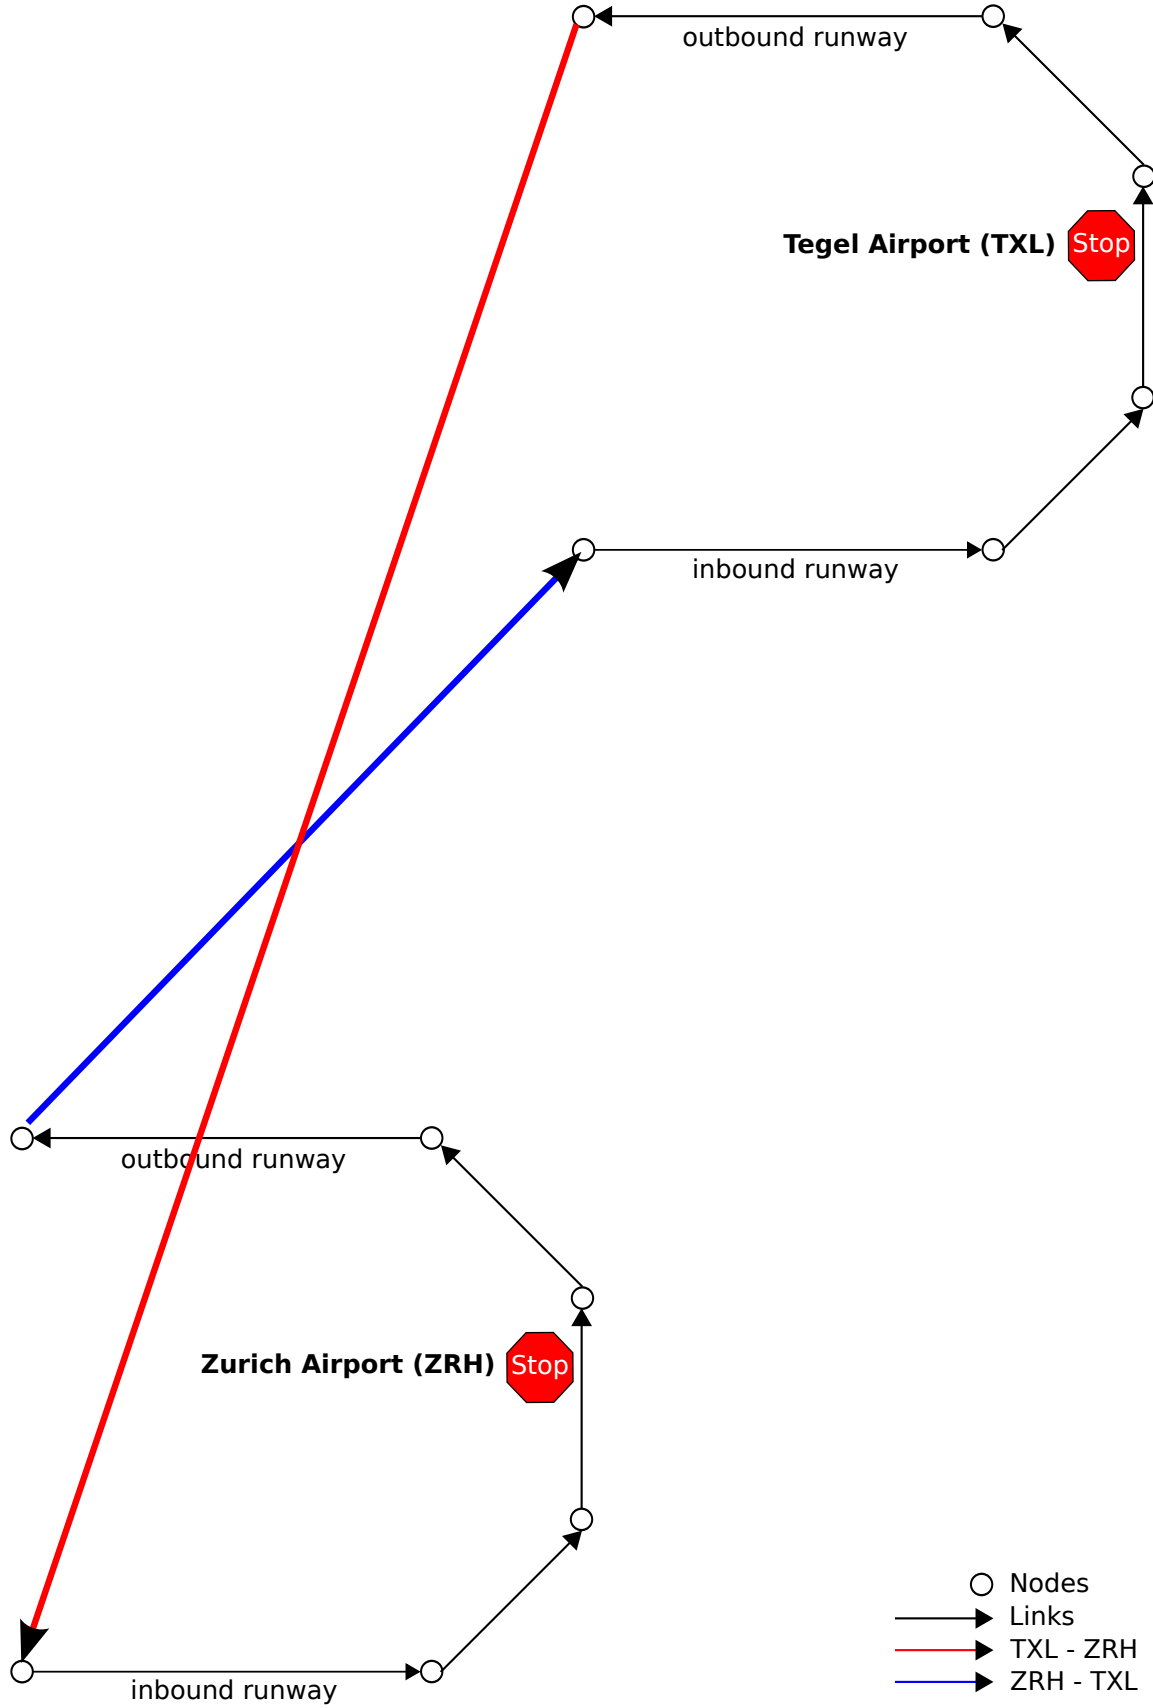 outbound runway
Tegel Airport (TXL)
Stop
inbound runway
outbound runway
Zurich Airport (ZRH)
Stop
inbound runway
Nodes
Links
TXL - ZRH
ZRH - TXL